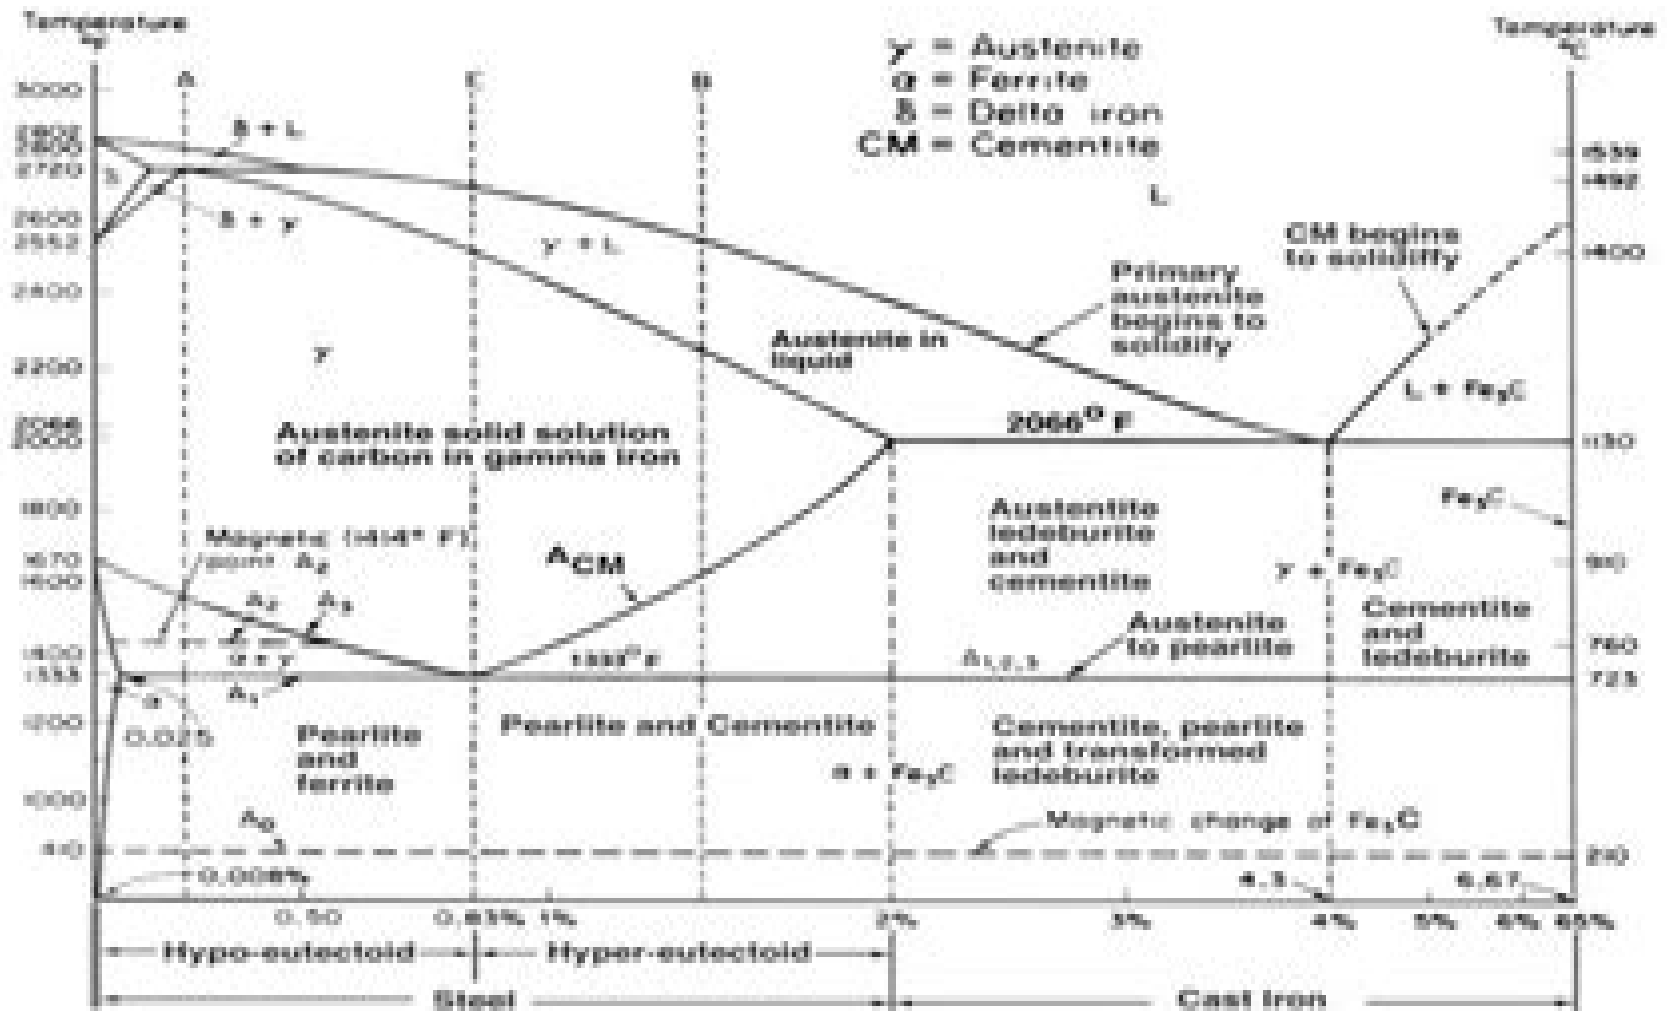 Temperature
°F
Temperature
°C
γ = Austenite
α = Ferrite
δ = Delta iron
CM = Cementite
A
E
B
3000
2802
2800
2720
2600
2552
2400
2200
2066
2000
1800
1670
1600
1400
1333
1200
1000
410
1539
1492
1400
1130
910
760
723
210
δ + L
δ
δ + γ
γ + L
L
CM begins
to solidiffy
Primary
austenite
begins to
solidify
Austenite in
liquid
γ
L + Fe₃C
2066° F
Austenite solid solution
of carbon in gamma iron
Fe₃C
Austentite
ledeburite
and
cementite
Magnetic (1414° F)
point A₂
A_CM
γ + Fe₃C
A₂
A₃
Cementite
and
ledeburite
Austenite
to pearlite
α + γ
1333° F
A₁,₂,₃
A₁
α
0.025
Pearlite
and
ferrite
Pearlite and Cementite
Cementite, pearlite
and transformed
ledeburite
α + Fe₃C
A₀
Magnetic change of Fe₃C
0.008%
4.3
6.67
0.50
0.83% 1%
2%
3%
4%
5%
6%
Hypo-eutectoid
Hyper-eutectoid
Steel
Cast Iron